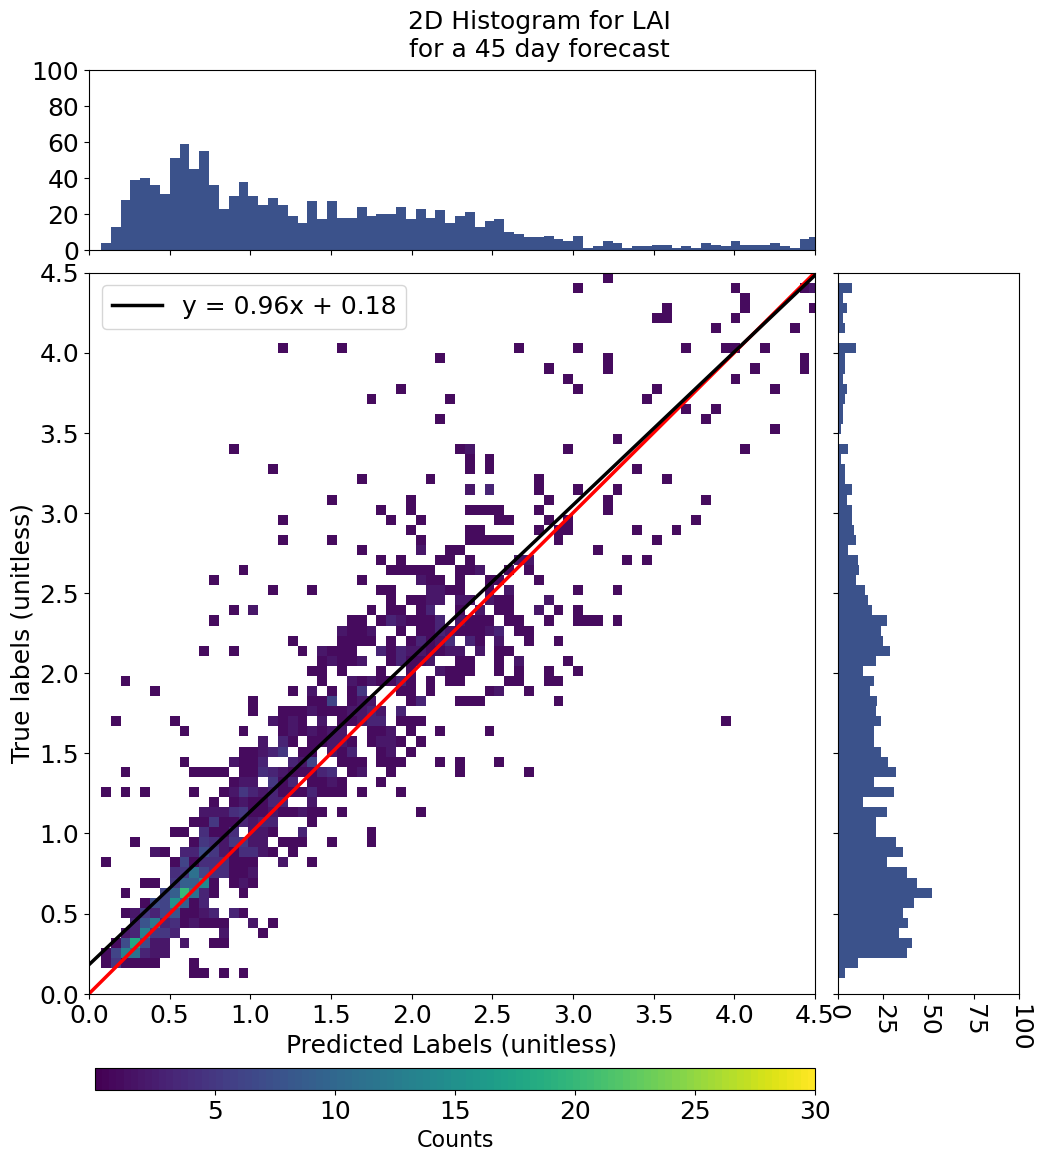 2D Histogram for LAI
for a 45 day forecast
100
80
60
40
20
0
4.5
4.0
3.5
3.0
2.5
2.0
1.5
1.0
0.5
0.0
True labels (unitless)
y = 0.96x + 0.18
0.0 0.5 1.0 1.5 2.0 2.5 3.0 3.5 4.0 4.5
Predicted Labels (unitless)
0 25 50 75 100
5 10 15 20 25 30
Counts